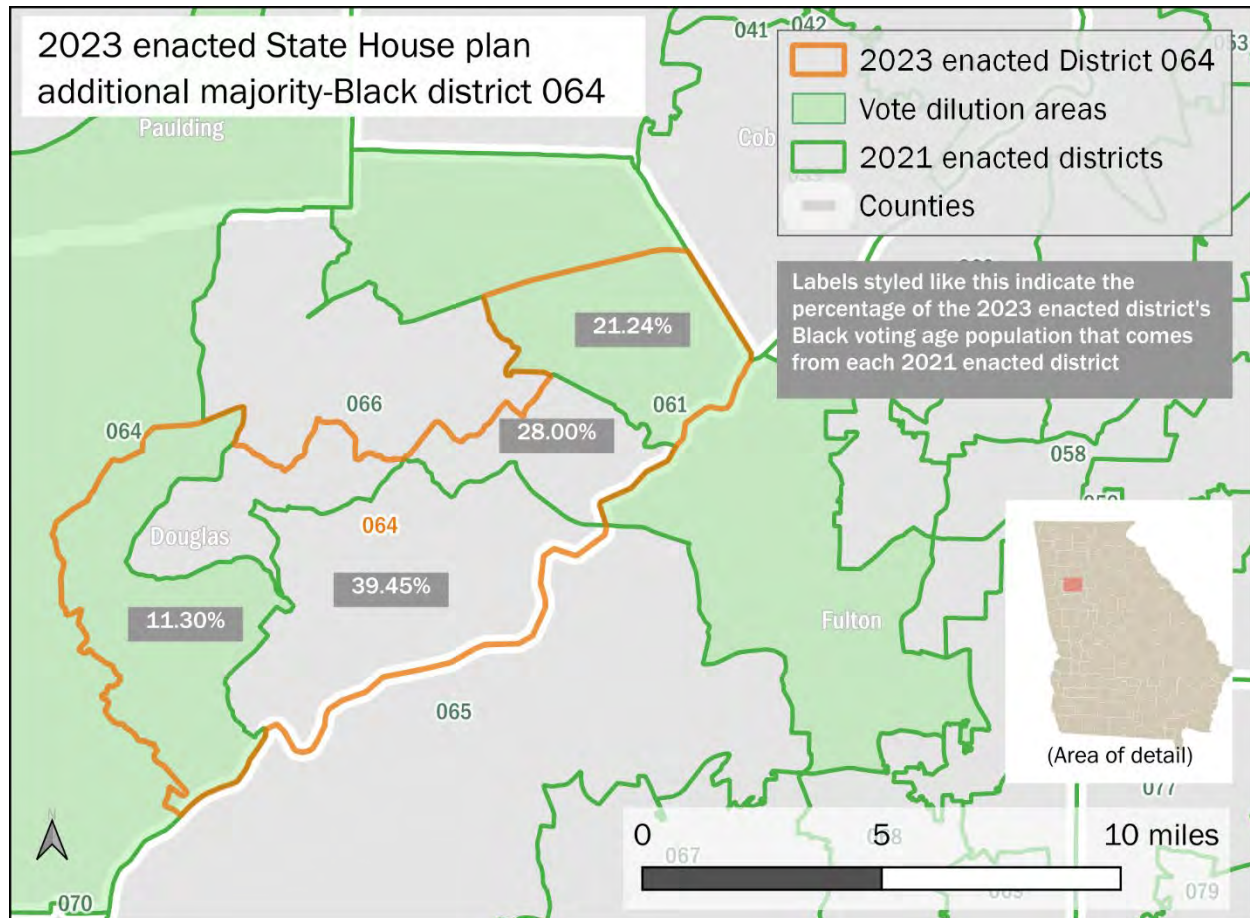 2023 enacted State House plan
additional majority-Black district 064
041
042
053
2023 enacted District 064
Vote dilution areas
2021 enacted districts
Counties
Paulding
Labels styled like this indicate the
percentage of the 2023 enacted district's
Black voting age population that comes
from each 2021 enacted district
21.24%
066
061
064
28.00%
058
064
Douglas
39.45%
11.30%
Fulton
065
(Area of detail)
077
0
5
10 miles
N
067
070
079